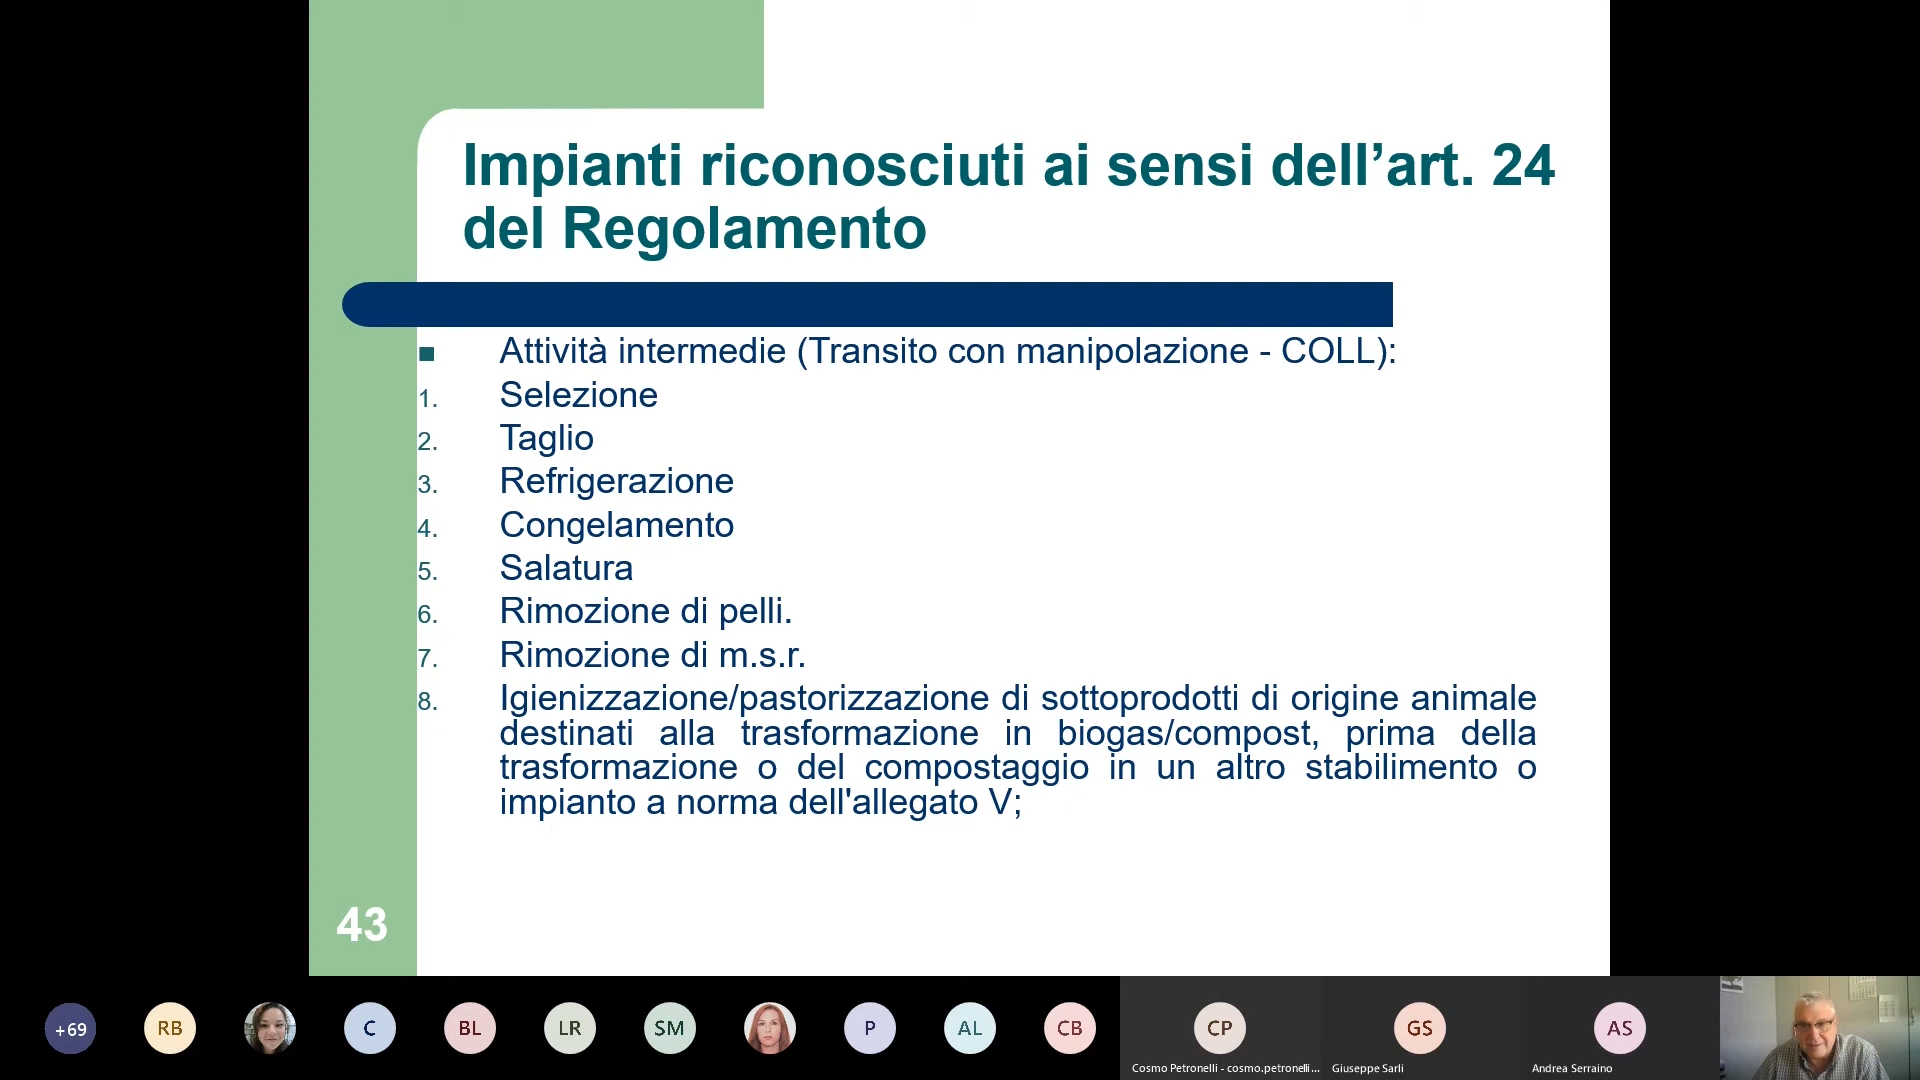 Impianti riconosciuti ai sensi dell’art. 24
del Regolamento
■ Attività intermedie (Transito con manipolazione - COLL):
1. Selezione
2. Taglio
3. Refrigerazione
4. Congelamento
5. Salatura
6. Rimozione di pelli.
7. Rimozione di m.s.r.
8. Igienizzazione/pastorizzazione di sottoprodotti di origine animale
destinati alla trasformazione in biogas/compost, prima della
trasformazione o del compostaggio in un altro stabilimento o
impianto a norma dell'allegato V;
43
+69 RB C BL LR SM P AL CB CP GS AS
Cosmo Petronelli - cosmo.petronelli... Giuseppe Sarli Andrea Serraino